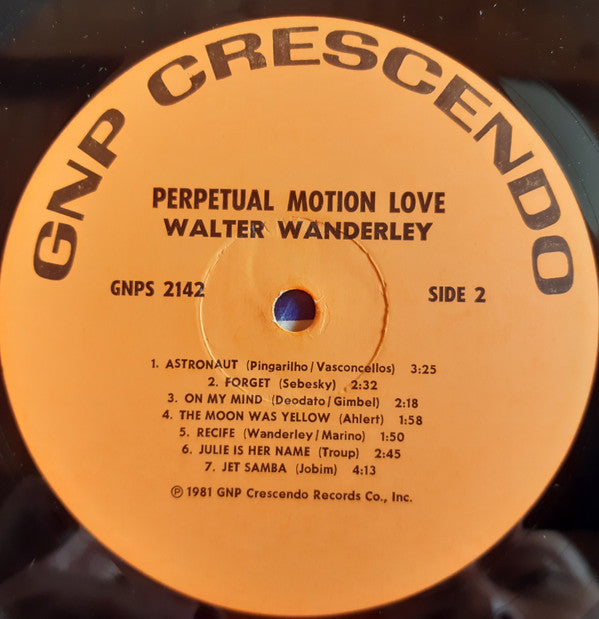 GNP CRESCENDO
PERPETUAL MOTION LOVE
WALTER WANDERLEY
GNPS 2142 SIDE 2
1. ASTRONAUT (Pingarilho/Vasconcellos) 3:25
2. FORGET (Sebesky) 2:32
3. ON MY MIND (Deodato/Gimbel) 2:18
4. THE MOON WAS YELLOW (Ahlert) 1:58
5. RECIFE (Wanderley/Marino) 1:50
6. JULIE IS HER NAME (Troup) 2:45
7. JET SAMBA (Jobim) 4:13
℗ 1981 GNP Crescendo Records Co., Inc.